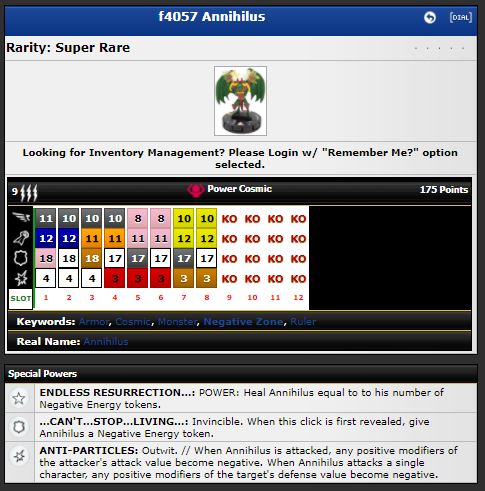 f4057 Annihilus
[DIAL]
Rarity: Super Rare
· · · · ·
Looking for Inventory Management? Please Login w/ "Remember Me?" option
selected.
9 Power Cosmic 175 Points
11 10 10 10 8 8 10 10 KO KO KO KO
12 12 11 11 11 11 12 12 KO KO KO KO
18 18 18 17 17 17 17 17 KO KO KO KO
4 4 4 3 3 3 3 3 KO KO KO KO
SLOT 1 2 3 4 5 6 7 8 9 10 11 12
Keywords: Armor, Cosmic, Monster, Negative Zone, Ruler
Real Name: Annihilus
Special Powers
ENDLESS RESURRECTION...: POWER: Heal Annihilus equal to to his number of
Negative Energy tokens.
...CAN'T...STOP...LIVING...: Invincible. When this click is first revealed, give
Annihilus a Negative Energy token.
ANTI-PARTICLES: Outwit. // When Annihilus is attacked, any positive modifiers of
the attacker's attack value become negative. When Annihilus attacks a single
character, any positive modifiers of the target's defense value become negative.